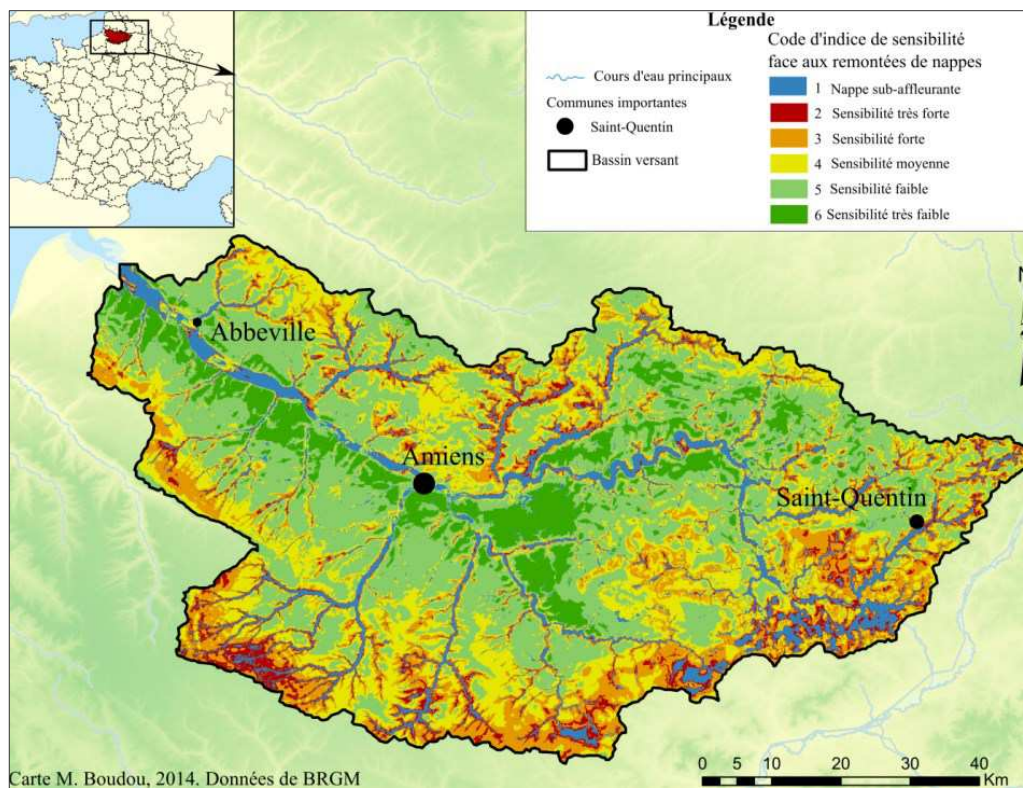 Légende
Code d'indice de sensibilité
face aux remontées de nappes
Cours d'eau principaux
Communes importantes
Saint-Quentin
Bassin versant
1 Nappe sub-affleurante
2 Sensibilité très forte
3 Sensibilité forte
4 Sensibilité moyenne
5 Sensibilité faible
6 Sensibilité très faible
Abbeville
Amiens
Saint-Quentin
Carte M. Boudou, 2014. Données de BRGM
0 5 10 20 30 40
Km